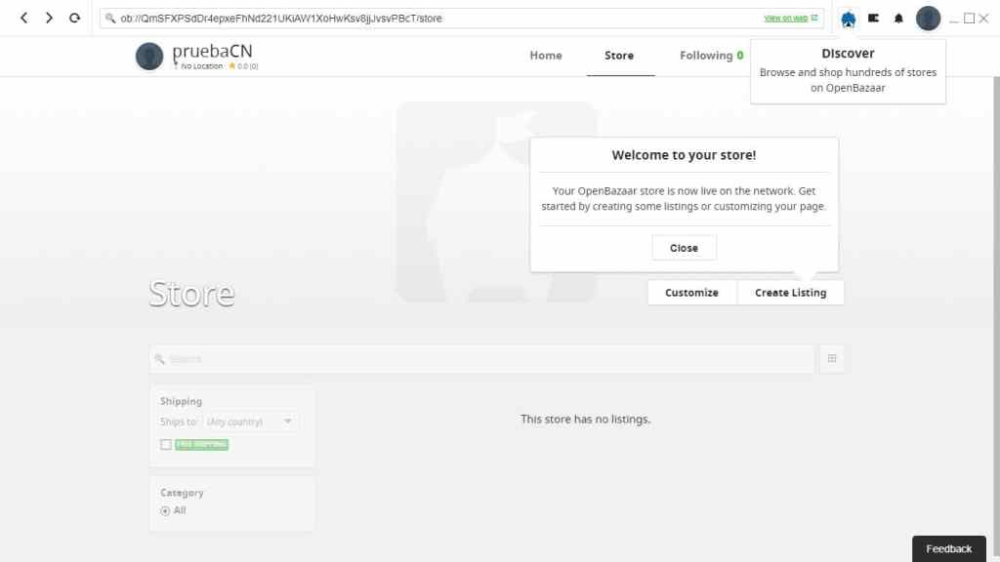 ob://QmSFXPSdDr4epxeFhNd221UKiAW1XoHwKsv8jjJvsvPBcT/store
View on web
pruebaCN
No Location 0.0 (0)
Home
Store
Following 0
Discover
Browse and shop hundreds of stores
on OpenBazaar
Welcome to your store!
Your OpenBazaar store is now live on the network. Get
started by creating some listings or customizing your page.
Close
Store
Customize
Create Listing
Search
Shipping
Ships to: (Any country)
FREE SHIPPING
This store has no listings.
Category
All
Feedback